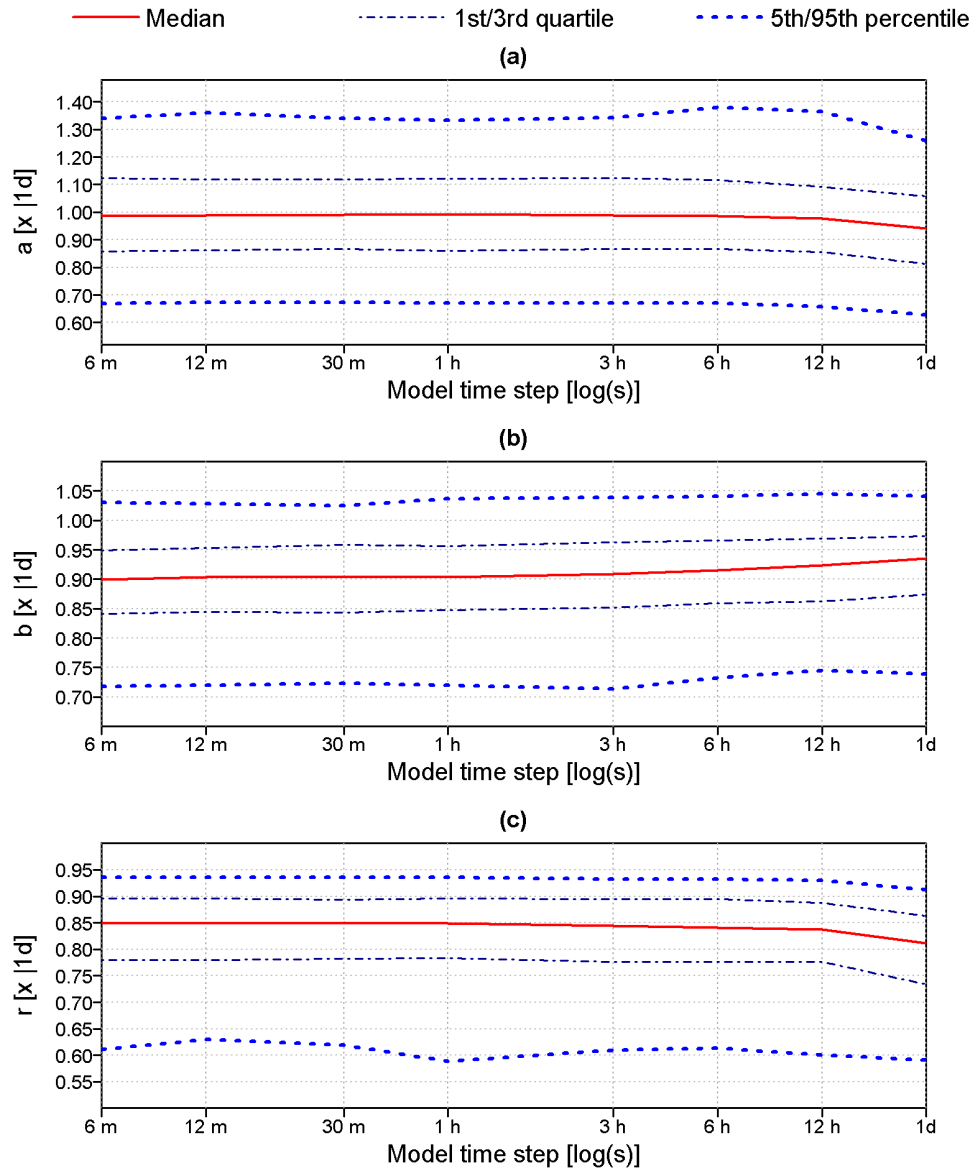 Median 1st/3rd quartile 5th/95th percentile
(a)
a [x |1d]
1.40
1.30
1.20
1.10
1.00
0.90
0.80
0.70
0.60
6 m 12 m 30 m 1 h 3 h 6 h 12 h 1d
Model time step [log(s)]
(b)
b [x |1d]
1.05
1.00
0.95
0.90
0.85
0.80
0.75
0.70
6 m 12 m 30 m 1 h 3 h 6 h 12 h 1d
Model time step [log(s)]
(c)
r [x |1d]
0.95
0.90
0.85
0.80
0.75
0.70
0.65
0.60
0.55
6 m 12 m 30 m 1 h 3 h 6 h 12 h 1d
Model time step [log(s)]